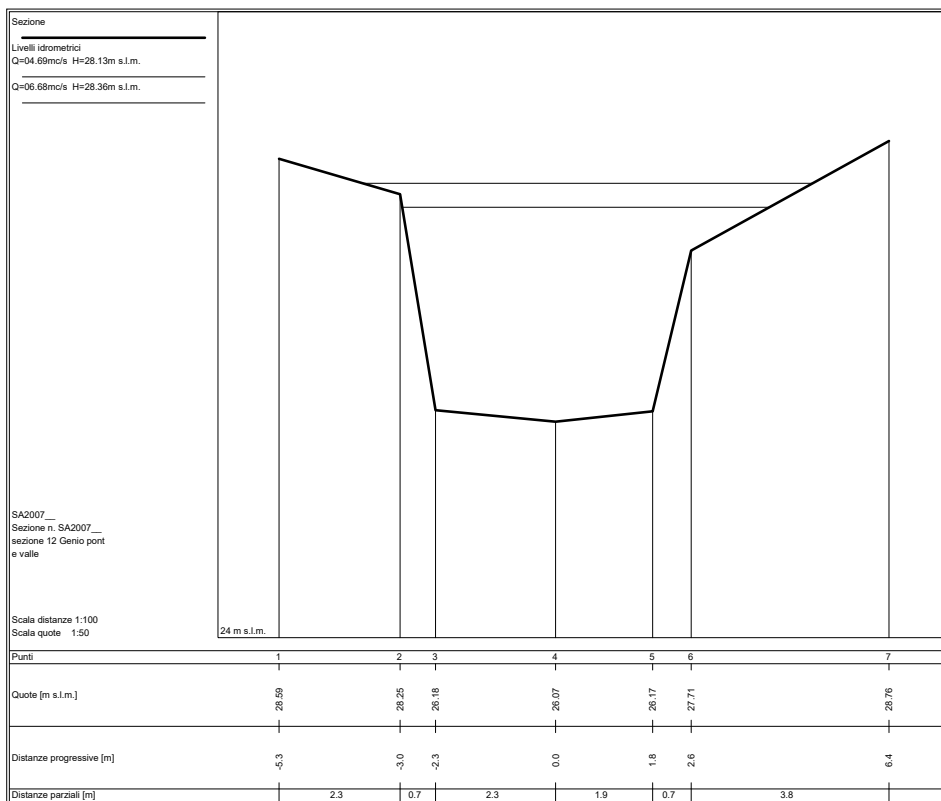 Sezione
Livelli idrometrici
Q=04.69mc/s H=28.13m s.l.m.
Q=06.68mc/s H=28.36m s.l.m.
SA2007__
Sezione n. SA2007__
sezione 12 Genio pont
e valle
Scala distanze 1:100
Scala quote 1:50
24 m s.l.m.
Punti 1 2 3 4 5 6 7
Quote [m s.l.m.] 28.59 28.25 26.18 26.07 26.17 27.71 28.76
Distanze progressive [m] -5.3 -3.0 -2.3 0.0 1.8 2.6 6.4
Distanze parziali [m] 2.3 0.7 2.3 1.9 0.7 3.8